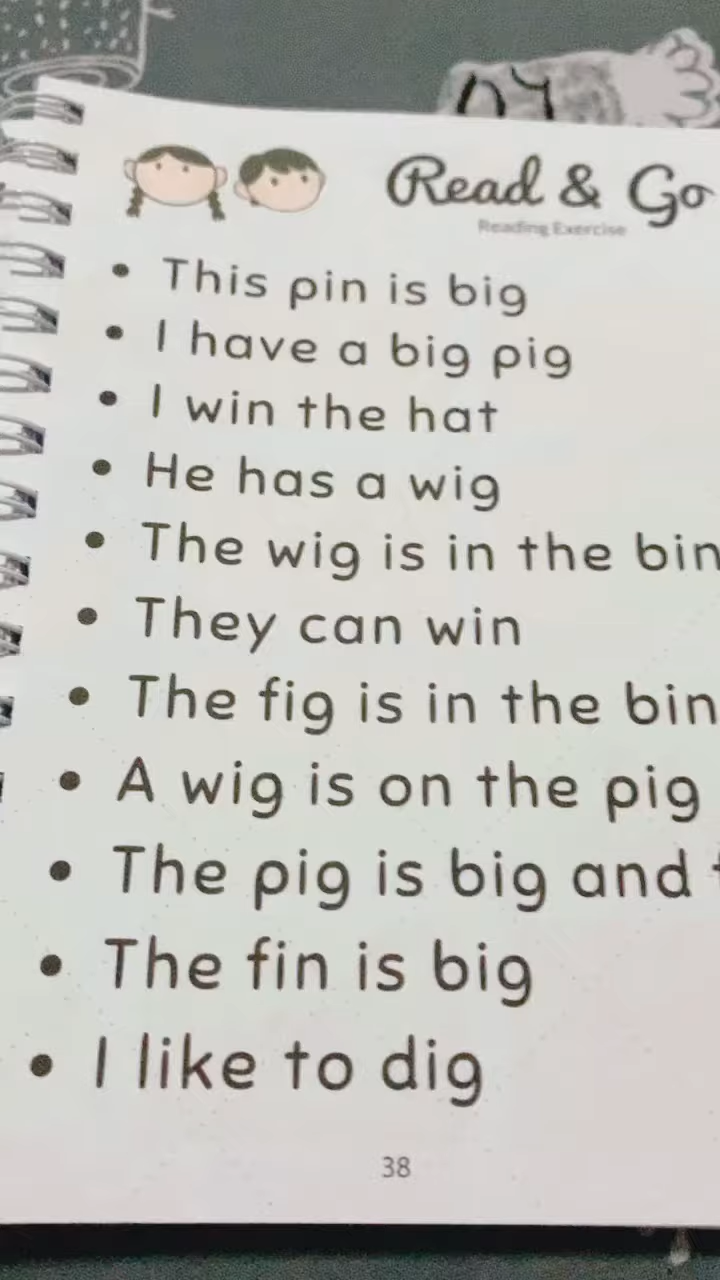 Read & Go
Reading Exercise
• This pin is big
• I have a big pig
• I win the hat
• He has a wig
• The wig is in the bin
• They can win
• The fig is in the bin
• A wig is on the pig
• The pig is big and
• The fin is big
• I like to dig
38